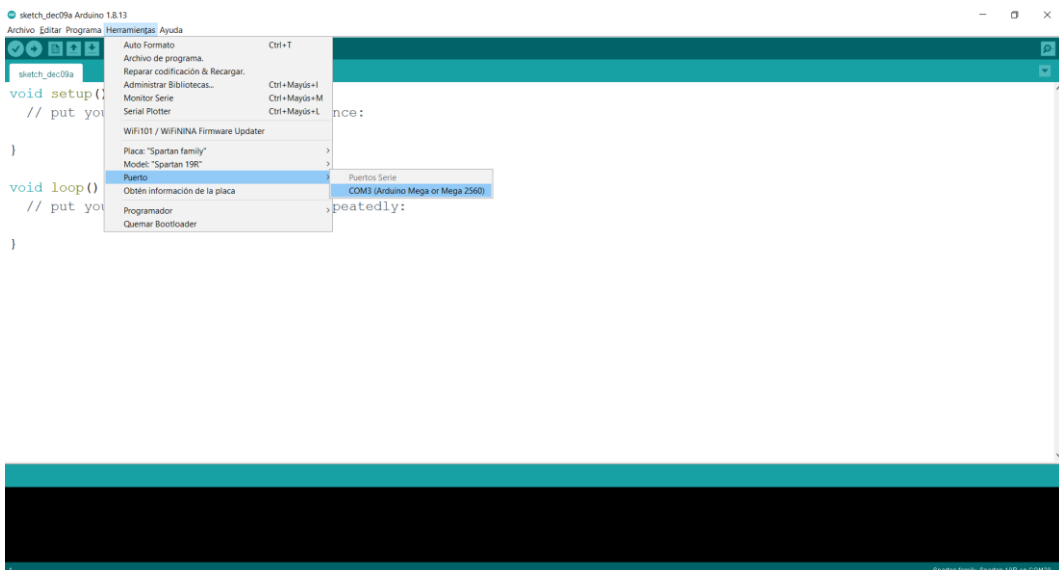 sketch_dec09a Arduino 1.8.13
Archivo Editar Programa Herramientas Ayuda
sketch_dec09a
Auto Formato Ctrl+T
Archivo de programa.
Reparar codificación & Recargar.
Administrar Bibliotecas... Ctrl+Mayús+I
Monitor Serie Ctrl+Mayús+M
Serial Plotter Ctrl+Mayús+L
WiFi101 / WiFiNINA Firmware Updater
Placa: "Spartan family"
Model: "Spartan 19R"
Puerto
Obtén información de la placa
Programador
Quemar Bootloader
Puertos Serie
COM3 (Arduino Mega or Mega 2560)
void setup()
// put you nce:
}
void loop()
// put you peatedly:
}